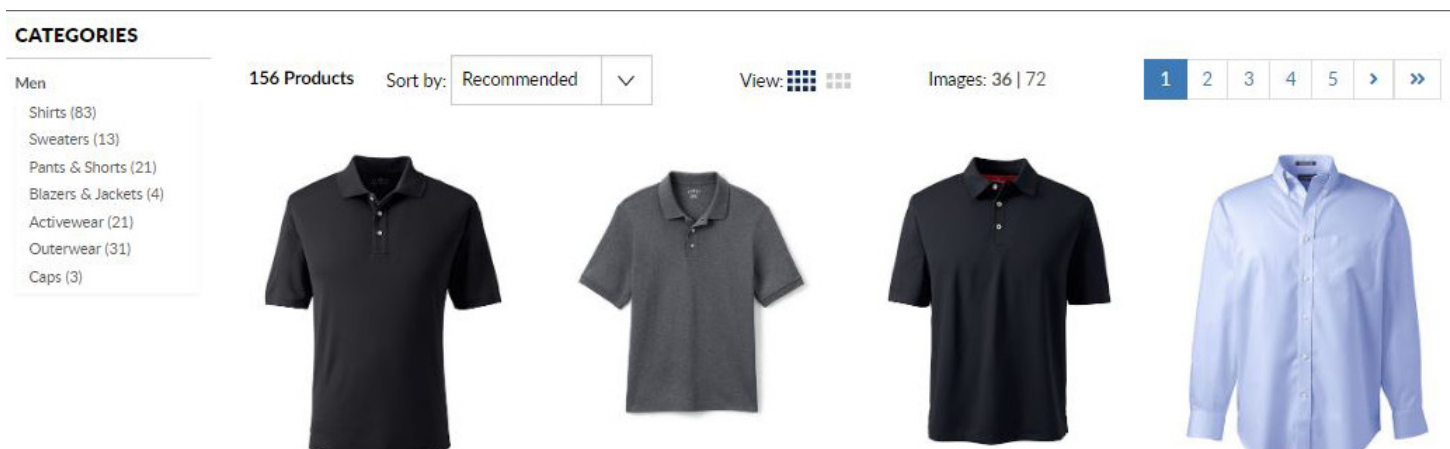 CATEGORIES
Men
Shirts (83)
Sweaters (13)
Pants & Shorts (21)
Blazers & Jackets (4)
Activewear (21)
Outerwear (31)
Caps (3)
156 Products Sort by: Recommended View: Images: 36 | 72 1 2 3 4 5 > »